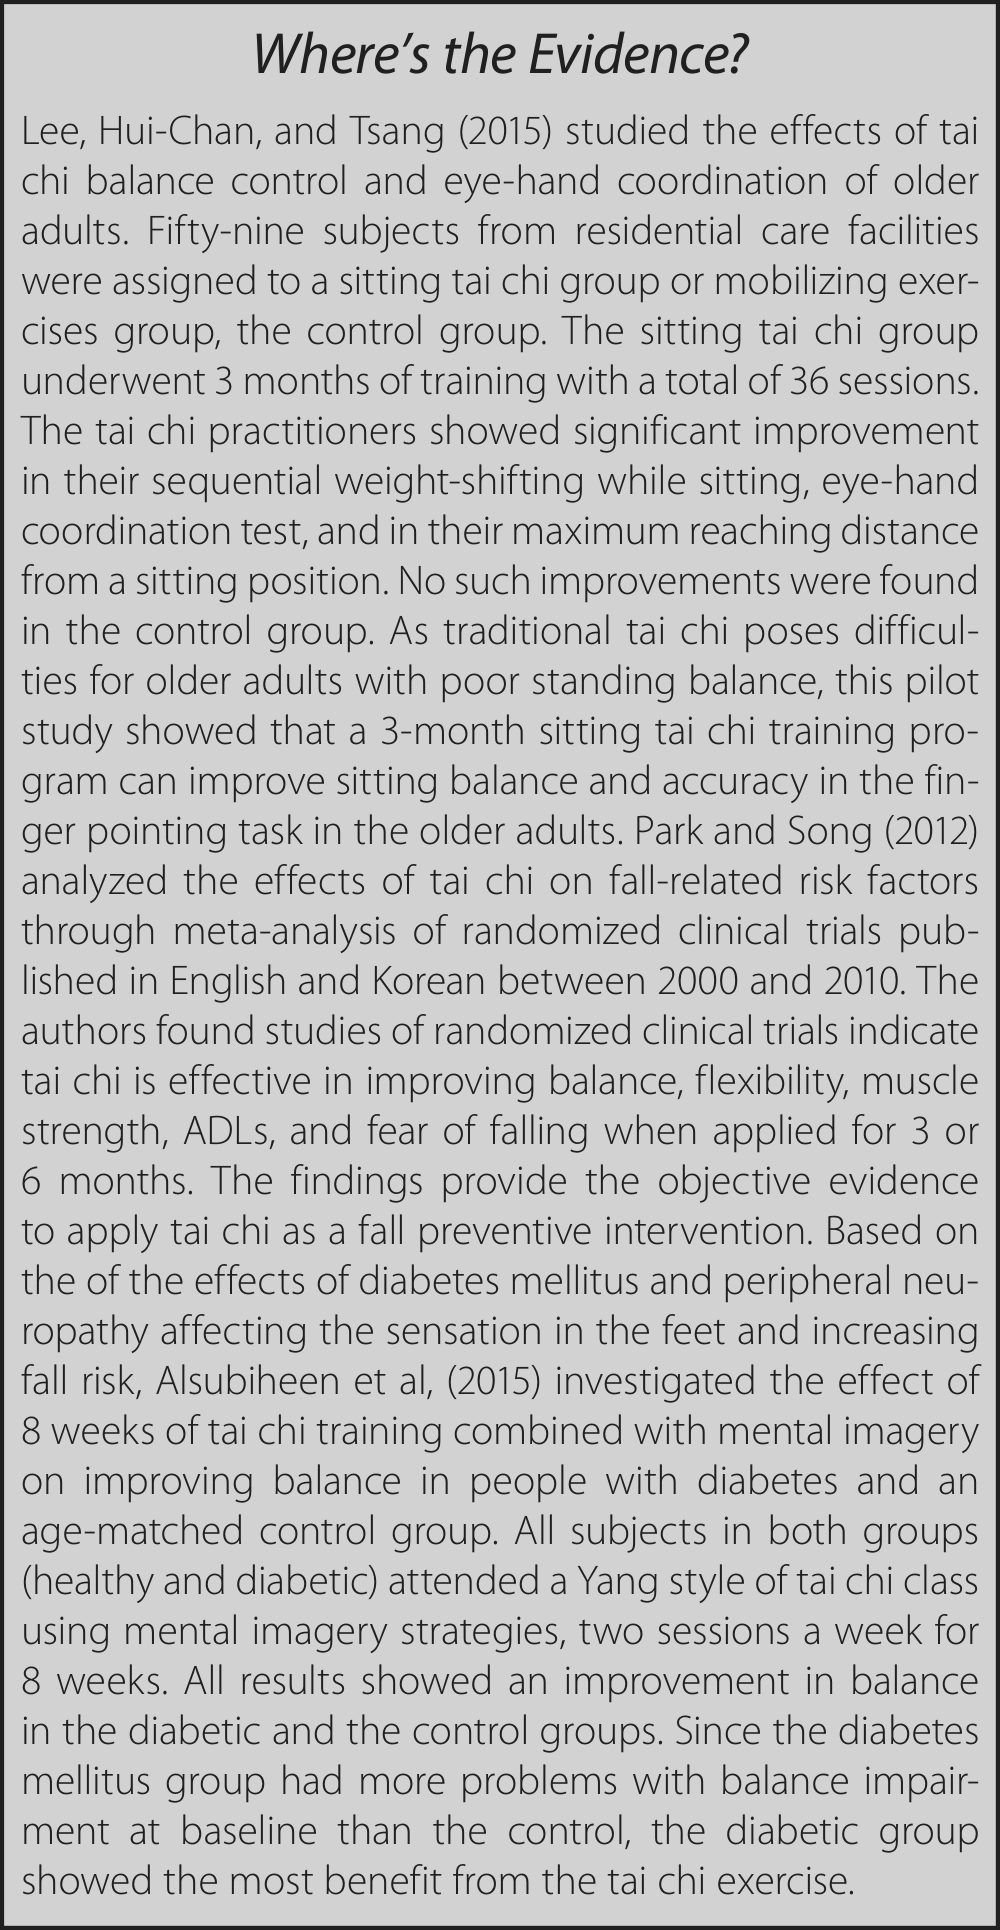 Where’s the Evidence?
Lee, Hui-Chan, and Tsang (2015) studied the effects of tai
chi balance control and eye-hand coordination of older
adults. Fifty-nine subjects from residential care facilities
were assigned to a sitting tai chi group or mobilizing exer-
cises group, the control group. The sitting tai chi group
underwent 3 months of training with a total of 36 sessions.
The tai chi practitioners showed significant improvement
in their sequential weight-shifting while sitting, eye-hand
coordination test, and in their maximum reaching distance
from a sitting position. No such improvements were found
in the control group. As traditional tai chi poses difficul-
ties for older adults with poor standing balance, this pilot
study showed that a 3-month sitting tai chi training pro-
gram can improve sitting balance and accuracy in the fin-
ger pointing task in the older adults. Park and Song (2012)
analyzed the effects of tai chi on fall-related risk factors
through meta-analysis of randomized clinical trials pub-
lished in English and Korean between 2000 and 2010. The
authors found studies of randomized clinical trials indicate
tai chi is effective in improving balance, flexibility, muscle
strength, ADLs, and fear of falling when applied for 3 or
6 months. The findings provide the objective evidence
to apply tai chi as a fall preventive intervention. Based on
the of the effects of diabetes mellitus and peripheral neu-
ropathy affecting the sensation in the feet and increasing
fall risk, Alsubiheen et al, (2015) investigated the effect of
8 weeks of tai chi training combined with mental imagery
on improving balance in people with diabetes and an
age-matched control group. All subjects in both groups
(healthy and diabetic) attended a Yang style of tai chi class
using mental imagery strategies, two sessions a week for
8 weeks. All results showed an improvement in balance
in the diabetic and the control groups. Since the diabetes
mellitus group had more problems with balance impair-
ment at baseline than the control, the diabetic group
showed the most benefit from the tai chi exercise.